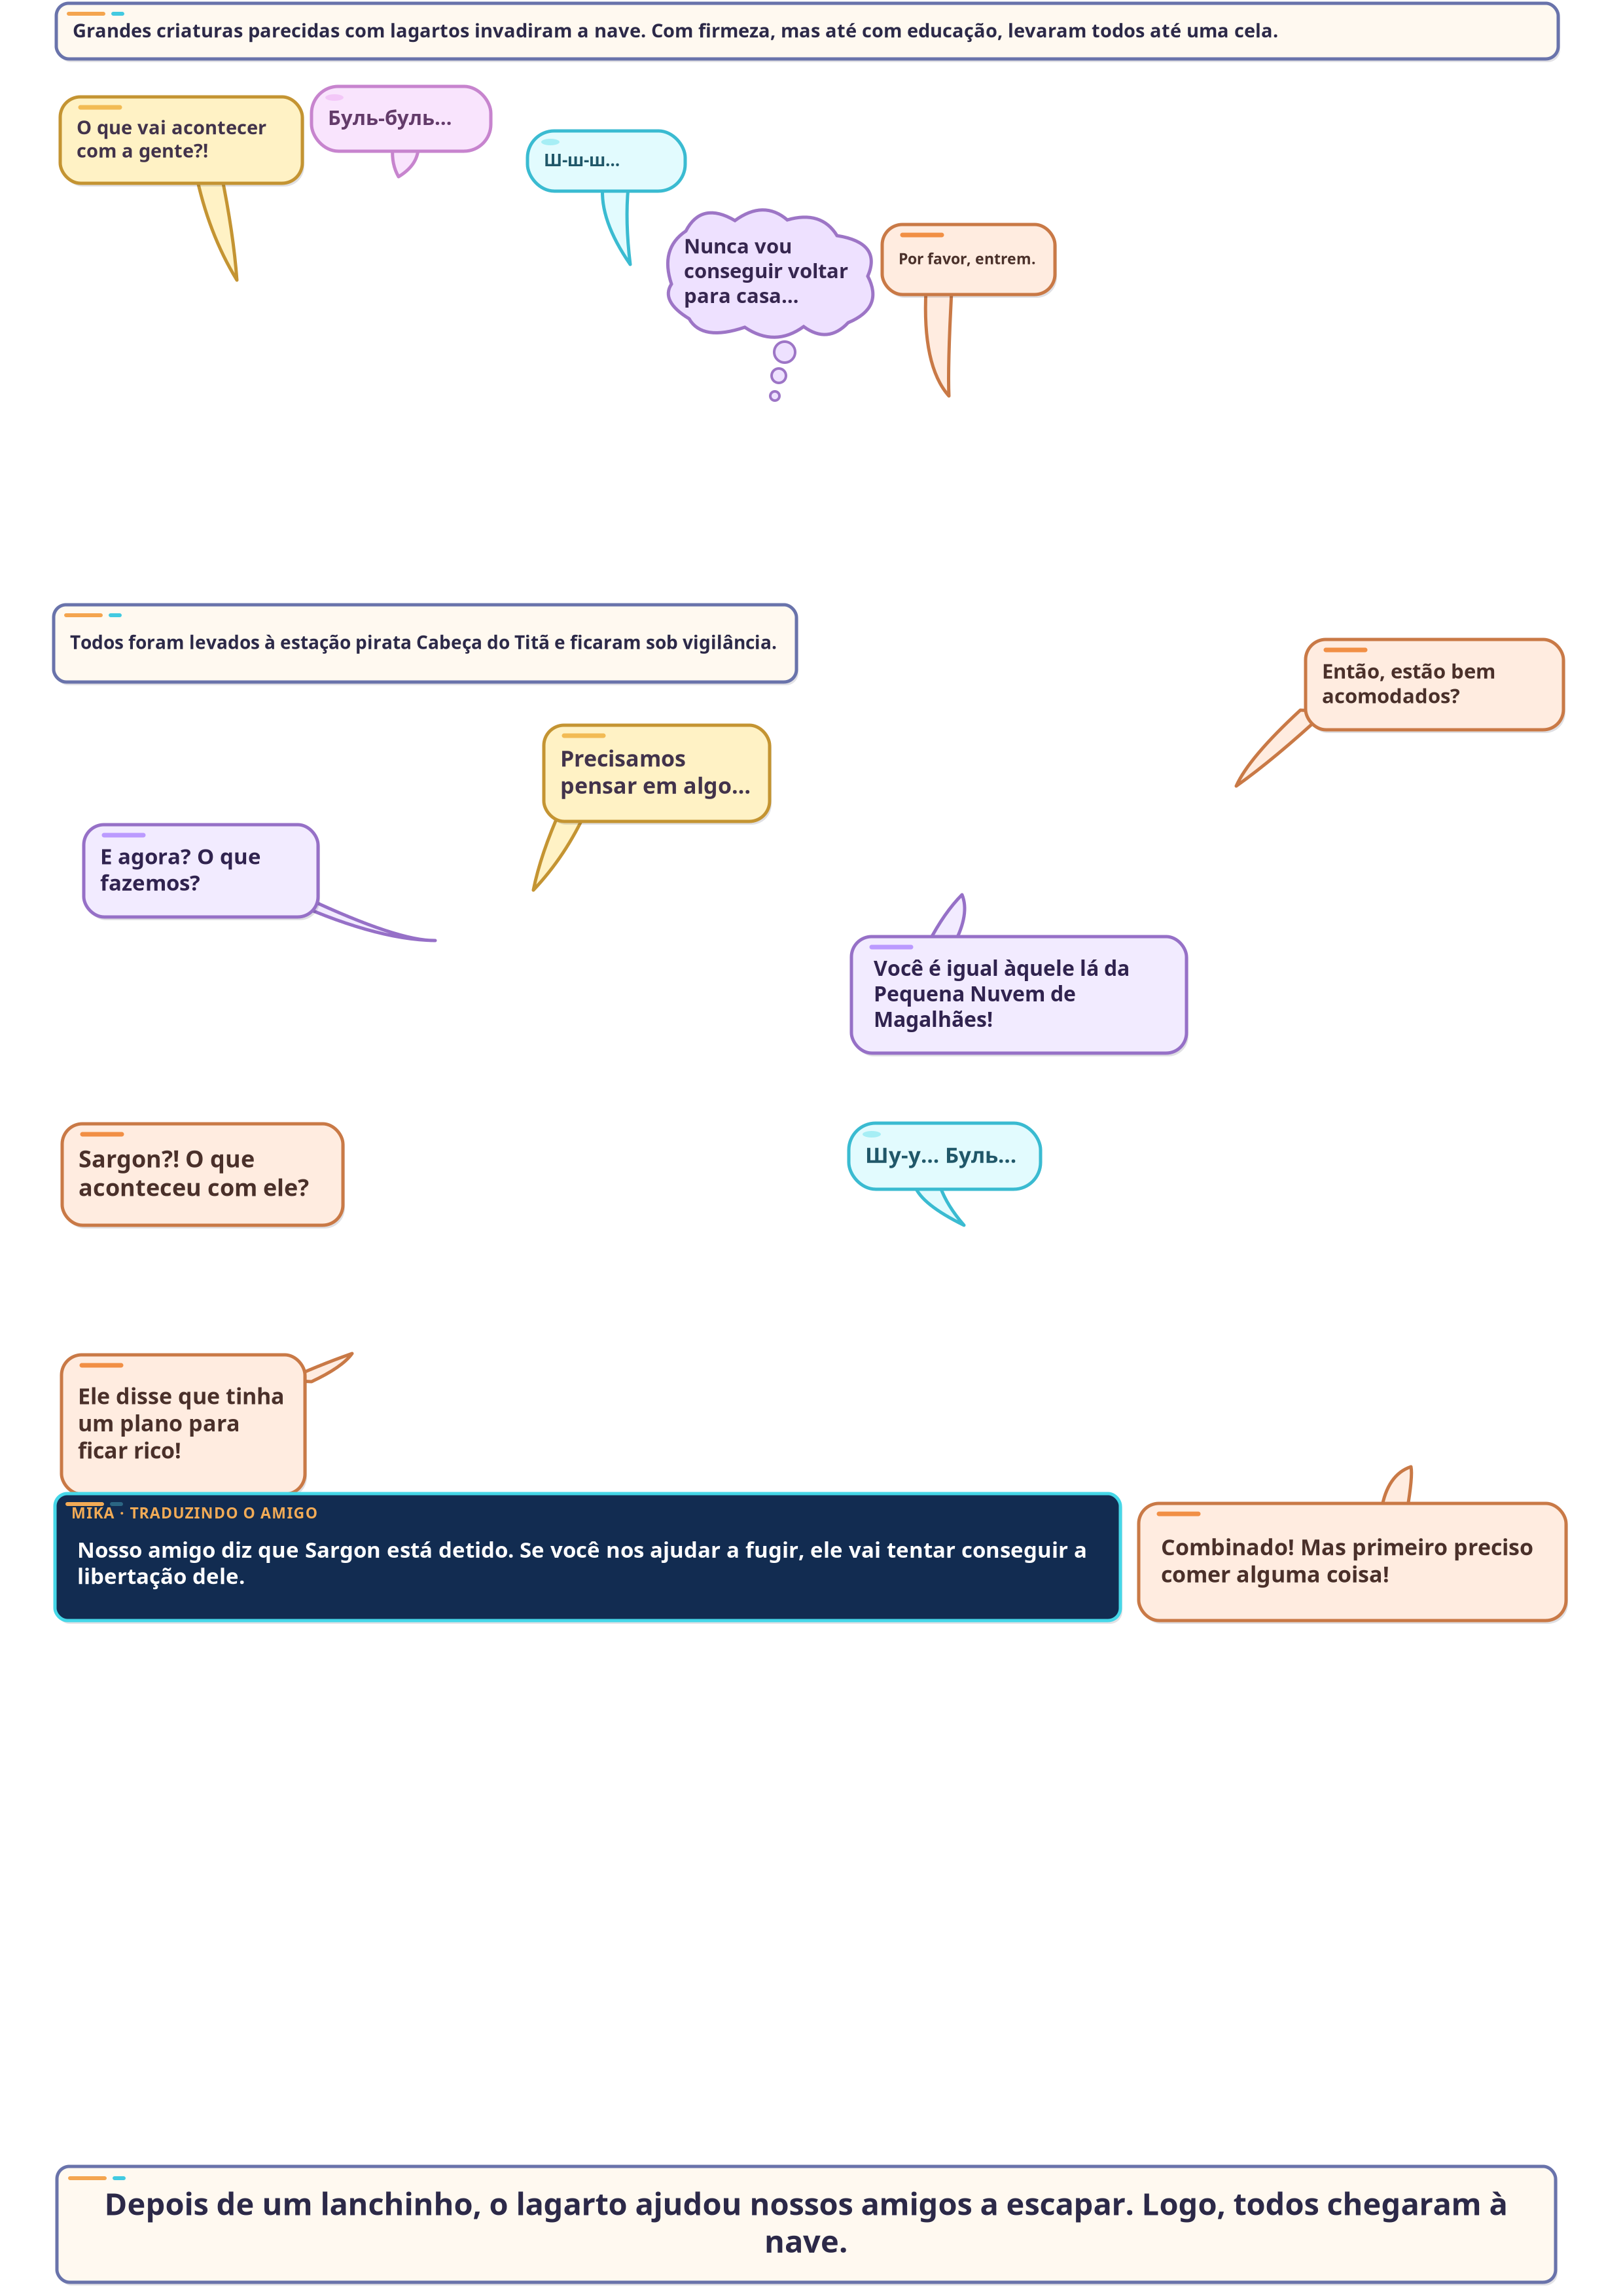 Grandes criaturas parecidas com lagartos invadiram a nave. Com firmeza, mas até com educação, levaram todos até uma cela.
O que vai acontecer
com a gente?!
Буль-буль...
Ш-ш-ш...
Nunca vou
conseguir voltar
para casa...
Por favor, entrem.
Todos foram levados à estação pirata Cabeça do Titã e ficaram sob vigilância.
Então, estão bem
acomodados?
Precisamos
pensar em algo...
E agora? O que
fazemos?
Você é igual àquele lá da
Pequena Nuvem de
Magalhães!
Sargon?! O que
aconteceu com ele?
Шу-у... Буль...
Ele disse que tinha
um plano para
ficar rico!
MIKA · TRADUZINDO O AMIGO
Nosso amigo diz que Sargon está detido. Se você nos ajudar a fugir, ele vai tentar conseguir a
libertação dele.
Combinado! Mas primeiro preciso
comer alguma coisa!
Depois de um lanchinho, o lagarto ajudou nossos amigos a escapar. Logo, todos chegaram à
nave.